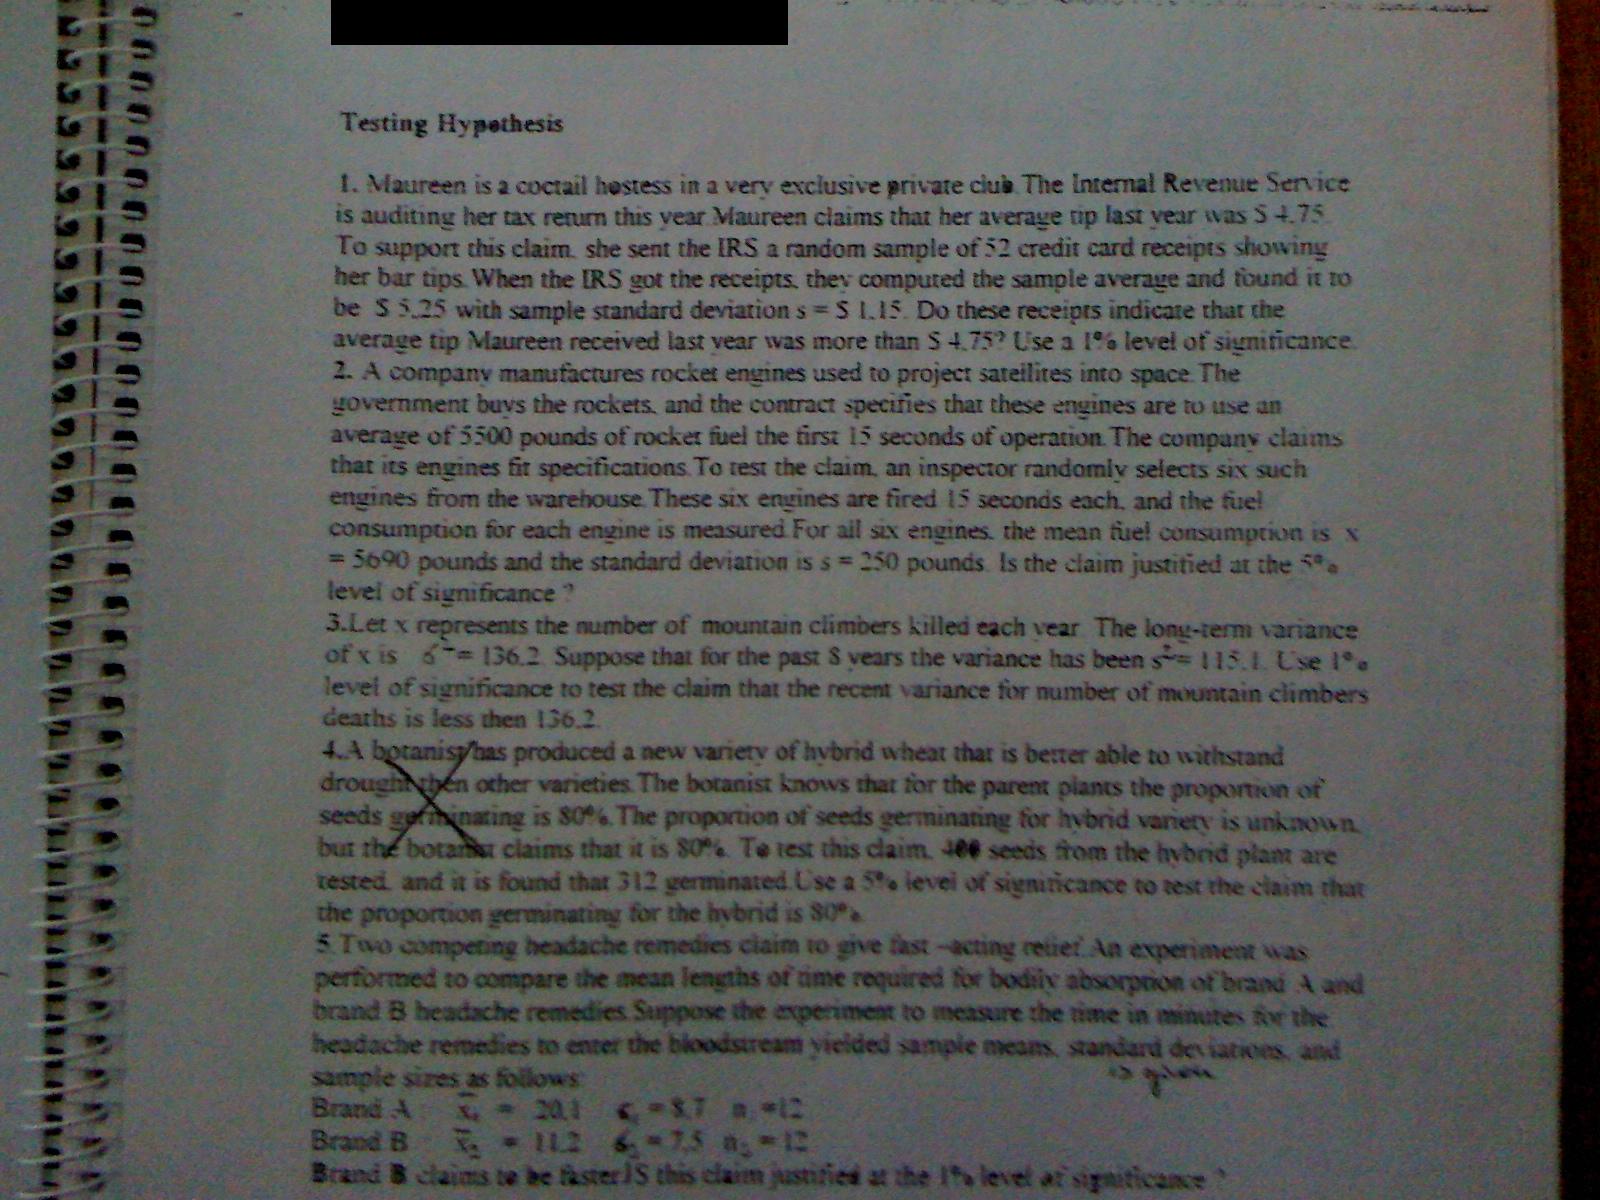 Testing Hypothesis
1. Maureen is a coctail hostess in a very exclusive private club. The Internal Revenue Service
is auditing her tax return this year. Maureen claims that her average tip last year was $ 4.75.
To support this claim, she sent the IRS a random sample of 52 credit card receipts showing
her bar tips. When the IRS got the receipts, they computed the sample average and found it to
be $ 5.25 with sample standard deviation s = $ 1.15. Do these receipts indicate that the
average tip Maureen received last year was more than $ 4.75? Use a 1% level of significance.
2. A company manufactures rocket engines used to project satellites into space. The
government buys the rockets, and the contract specifies that these engines are to use an
average of 5500 pounds of rocket fuel the first 15 seconds of operation. The company claims
that its engines fit specifications. To test the claim, an inspector randomly selects six such
engines from the warehouse. These six engines are fired 15 seconds each, and the fuel
consumption for each engine is measured. For all six engines, the mean fuel consumption is x
= 5690 pounds and the standard deviation is s = 250 pounds. Is the claim justified at the 5%
level of significance ?
3.Let x represents the number of mountain climbers killed each year. The long-term variance
of x is σ² = 136.2. Suppose that for the past 8 years the variance has been s² = 115.1. Use 1%
level of significance to test the claim that the recent variance for number of mountain climbers
deaths is less then 136.2.
4.A botanist has produced a new variety of hybrid wheat that is better able to withstand
drought then other varieties. The botanist knows that for the parent plants the proportion of
seeds germinating is 80%. The proportion of seeds germinating for hybrid variety is unknown,
but the botanist claims that it is 80%. To test this claim, 400 seeds from the hybrid plant are
tested, and it is found that 312 germinated. Use a 5% level of significance to test the claim that
the proportion germinating for the hybrid is 80%.
5.Two competing headache remedies claim to give fast –acting relief. An experiment was
performed to compare the mean lengths of time required for bodily absorption of brand A and
brand B headache remedies. Suppose the experiment to measure the time in minutes for the
headache remedies to enter the bloodstream yielded sample means, standard deviations, and
is given
sample sizes as follows:
Brand A x̄₁ = 20.1 σ₁ = 8.7 n₁ =12
Brand B x̄₂ = 11.2 σ₂ = 7.5 n₂ = 12
Brand B claims to be faster.IS this claim justified at the 1% level of significance ?